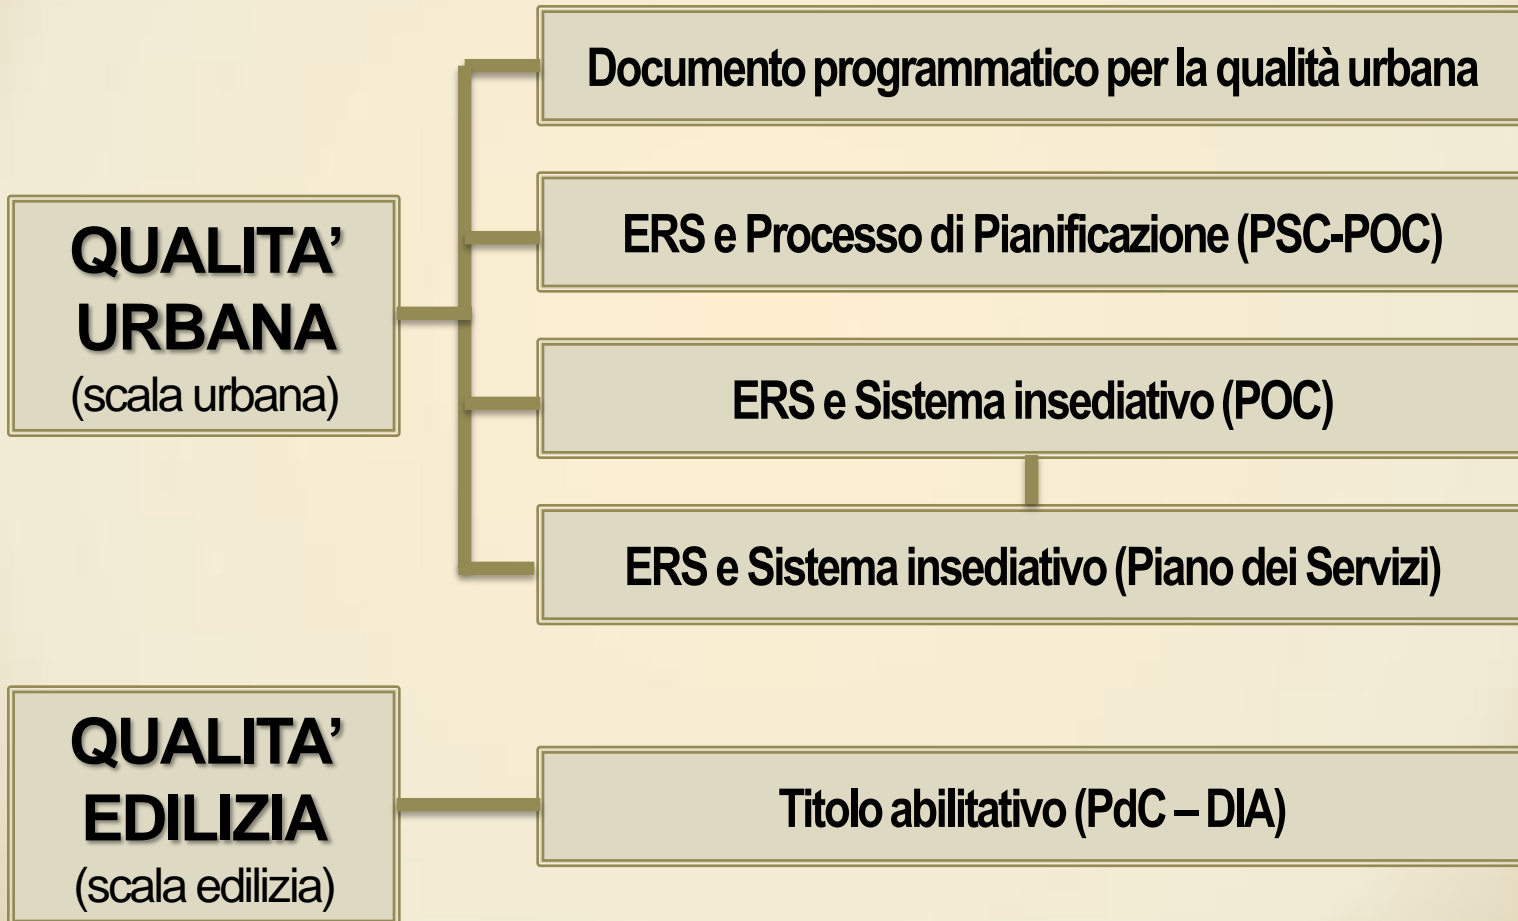 QUALITA’
URBANA
(scala urbana)
Documento programmatico per la qualità urbana
ERS e Processo di Pianificazione (PSC-POC)
ERS e Sistema insediativo (POC)
ERS e Sistema insediativo (Piano dei Servizi)
QUALITA’
EDILIZIA
(scala edilizia)
Titolo abilitativo (PdC – DIA)